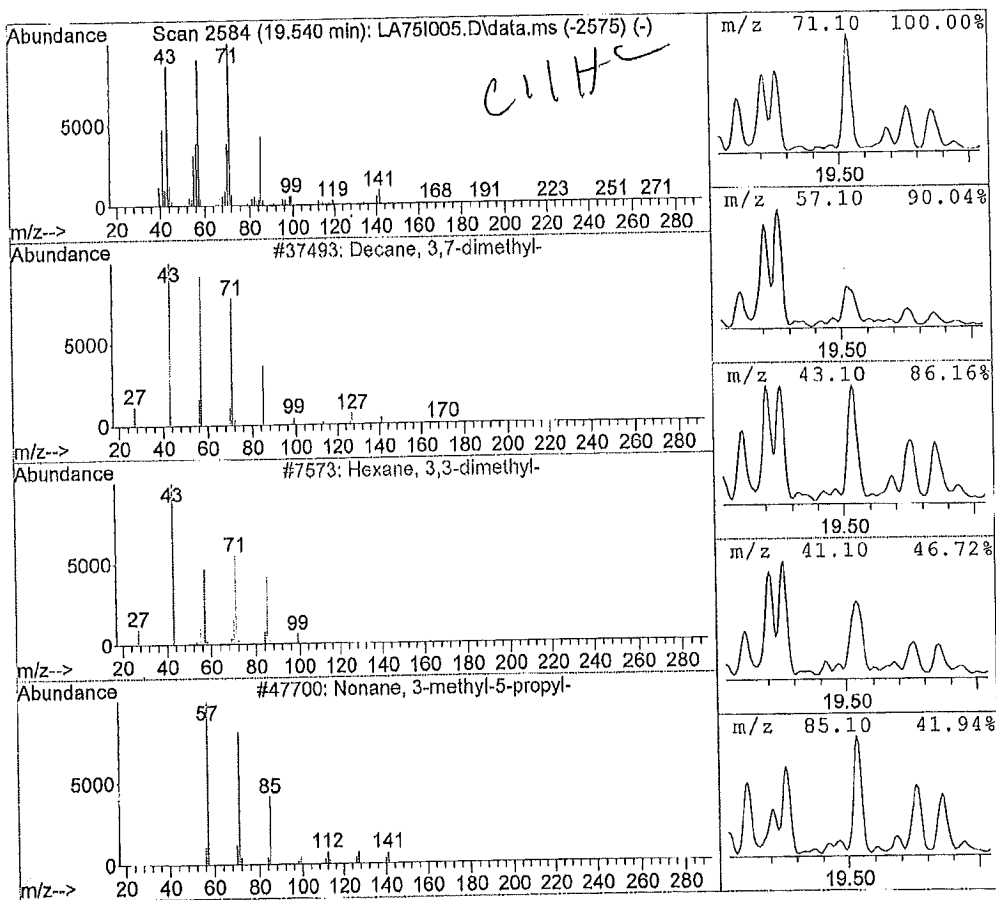 Abundance Scan 2584 (19.540 min): LA75I005.D\data.ms (-2575) (-)
43 71
C11HC
5000
99 119 141 168 191 223 251 271
0
m/z--> 20 40 60 80 100 120 140 160 180 200 220 240 260 280
Abundance #37493: Decane, 3,7-dimethyl-
43
71
5000
27 99 127 170
0
m/z--> 20 40 60 80 100 120 140 160 180 200 220 240 260 280
Abundance #7573: Hexane, 3,3-dimethyl-
43
71
5000
27 99
0
m/z--> 20 40 60 80 100 120 140 160 180 200 220 240 260 280
Abundance #47700: Nonane, 3-methyl-5-propyl-
57
5000 85
112 141
0
m/z--> 20 40 60 80 100 120 140 160 180 200 220 240 260 280
m/z 71.10 100.00%
19.50
m/z 57.10 90.04%
19.50
m/z 43.10 86.16%
19.50
m/z 41.10 46.72%
19.50
m/z 85.10 41.94%
19.50